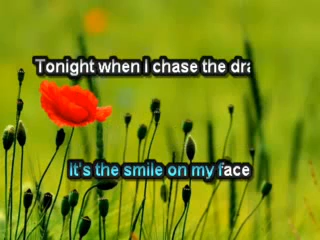 Tonight when I chase the dra
It's the smile on my face